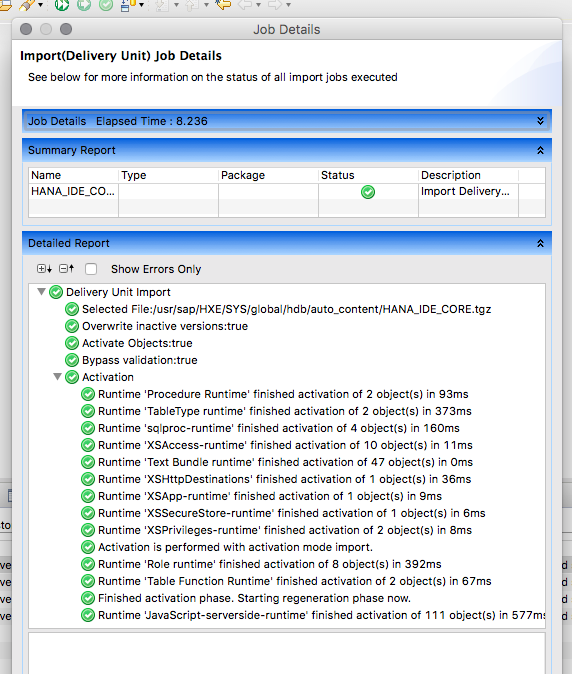 Job Details
Import(Delivery Unit) Job Details
See below for more information on the status of all import jobs executed
Job Details Elapsed Time : 8.236
Summary Report
Name Type Package Status Description
HANA_IDE_CO... Import Delivery...
Detailed Report
Show Errors Only
Delivery Unit Import
Selected File:/usr/sap/HXE/SYS/global/hdb/auto_content/HANA_IDE_CORE.tgz
Overwrite inactive versions:true
Activate Objects:true
Bypass validation:true
Activation
Runtime 'Procedure Runtime' finished activation of 2 object(s) in 93ms
Runtime 'TableType runtime' finished activation of 2 object(s) in 373ms
Runtime 'sqlproc-runtime' finished activation of 4 object(s) in 160ms
Runtime 'XSAccess-runtime' finished activation of 10 object(s) in 11ms
Runtime 'Text Bundle runtime' finished activation of 47 object(s) in 0ms
Runtime 'XSHttpDestinations' finished activation of 1 object(s) in 36ms
Runtime 'XSApp-runtime' finished activation of 1 object(s) in 9ms
Runtime 'XSSecureStore-runtime' finished activation of 1 object(s) in 6ms
Runtime 'XSPrivileges-runtime' finished activation of 2 object(s) in 8ms
Activation is performed with activation mode import.
Runtime 'Role runtime' finished activation of 8 object(s) in 392ms
Runtime 'Table Function Runtime' finished activation of 2 object(s) in 67ms
Finished activation phase. Starting regeneration phase now.
Runtime 'JavaScript-serverside-runtime' finished activation of 111 object(s) in 577ms